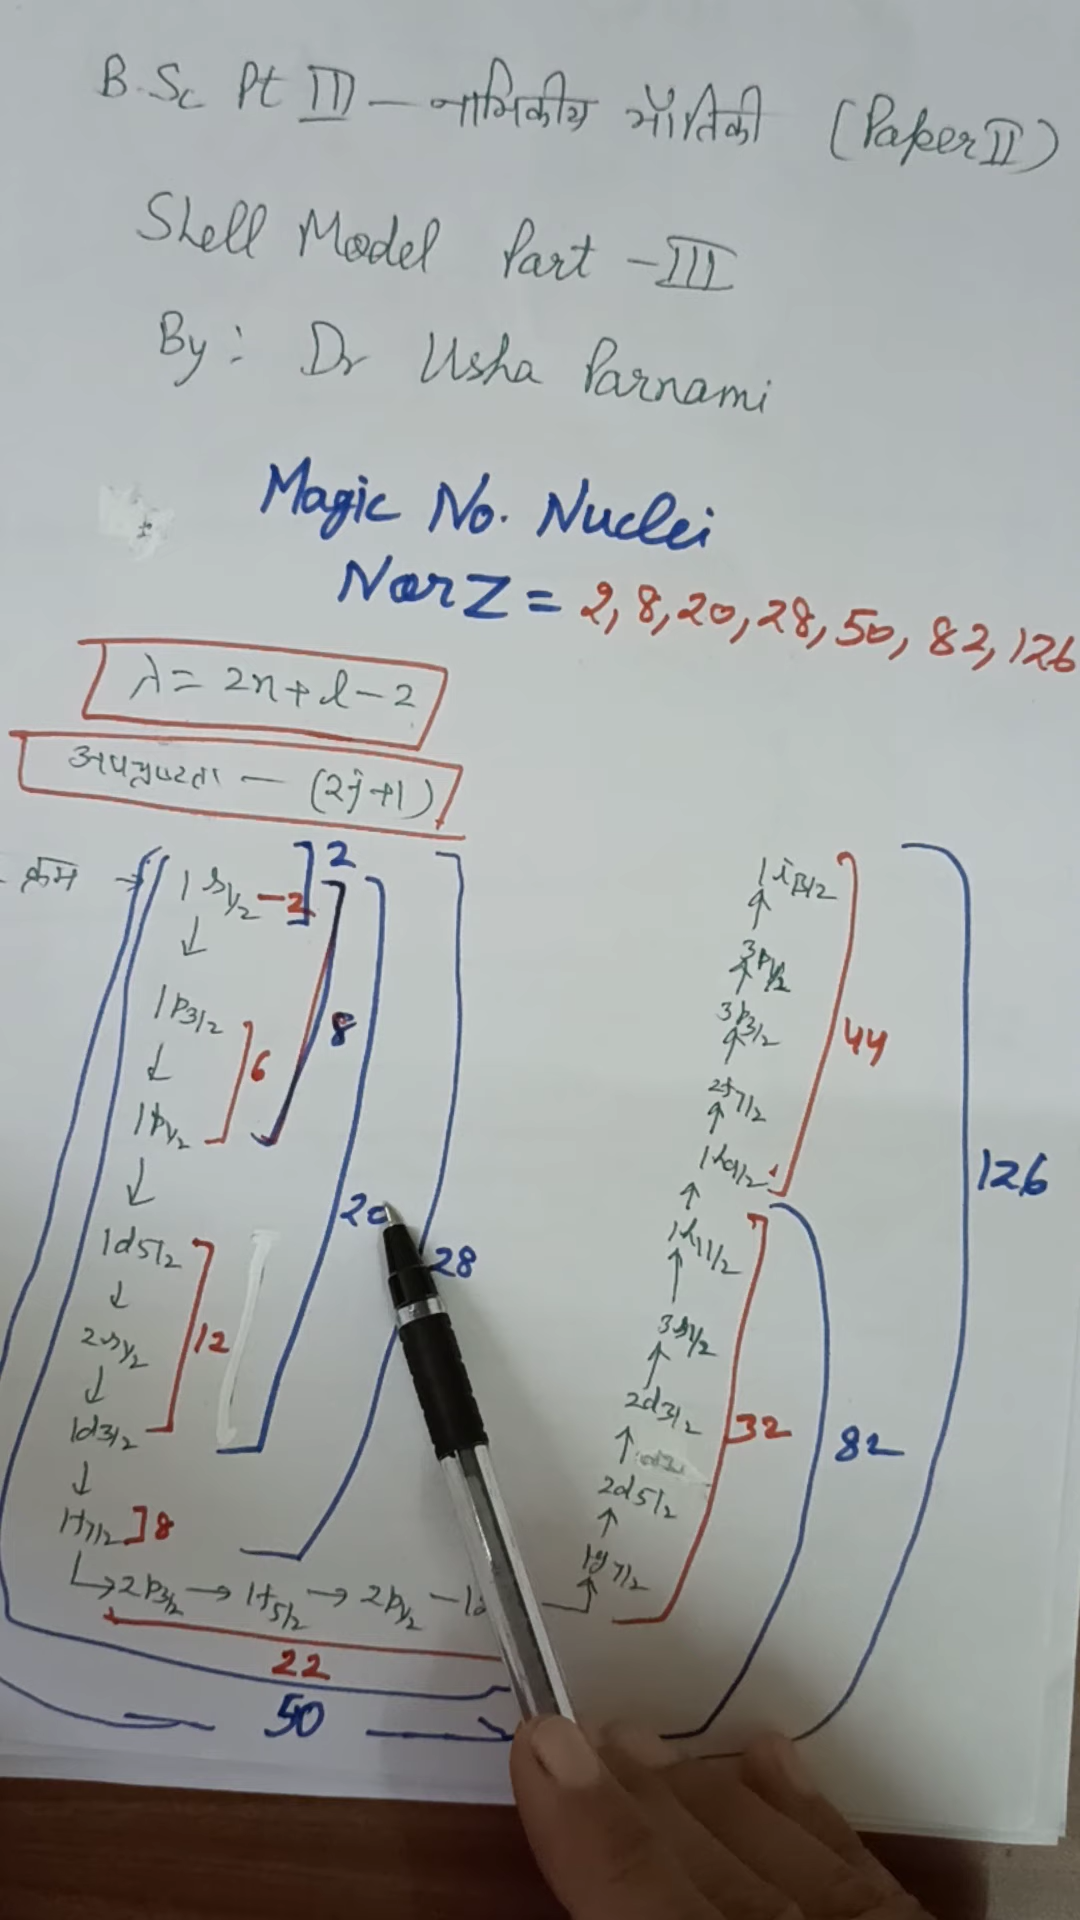 B.Sc Pt III — नाभिकीय भौतिकी (Paper II)
Shell Model Part - III
By: Dr Usha Parnami
Magic No. Nuclei
N or Z = 2, 8, 20, 28, 50, 82, 126
λ = 2n + l - 2
अपभ्रष्टता — (2j+1)
क्रम → 1s1/2 - 2 ] 2
↓
1p3/2
↓
1p1/2
6
8
↓
1d5/2
↓
2s1/2
↓
1d3/2
12
20
↓
1f7/2 ] 8
28
↳ 2p3/2 → 1f5/2 → 2p1/2 —
22
50
1g7/2
↑
2d5/2
↑
2d3/2
↑
3s1/2
↑
1h11/2
32
82
↑
1h9/2
↑
2f7/2
↑
3p3/2
↑
3p1/2
↑
1i13/2
44
126